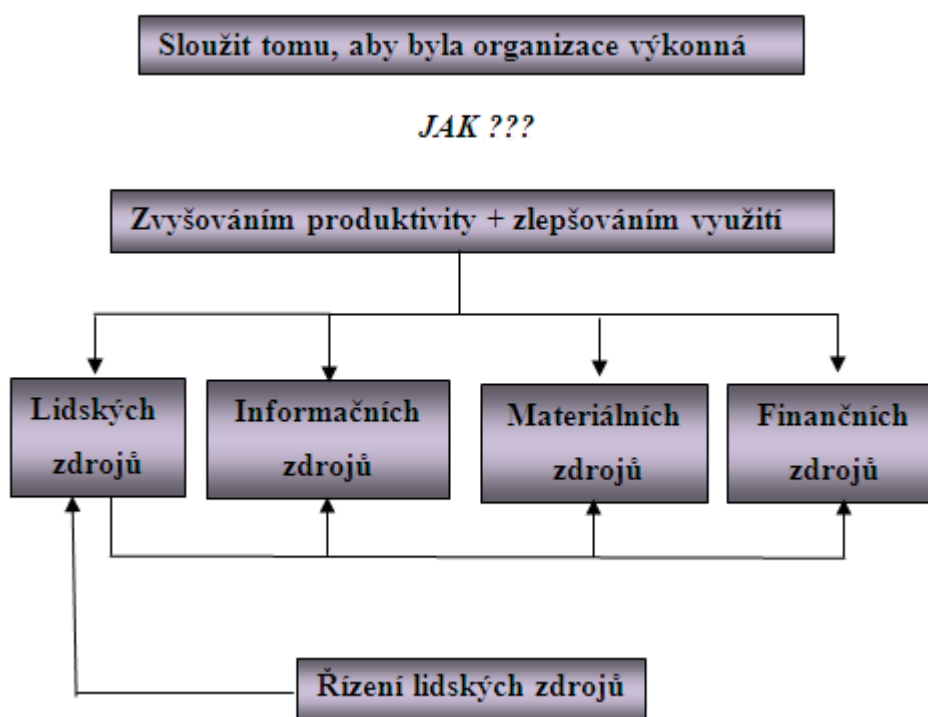 Sloužit tomu, aby byla organizace výkonná
JAK ???
Zvyšováním produktivity + zlepšováním využití
Lidských
zdrojů
Informačních
zdrojů
Materiálních
zdrojů
Finančních
zdrojů
Řízení lidských zdrojů